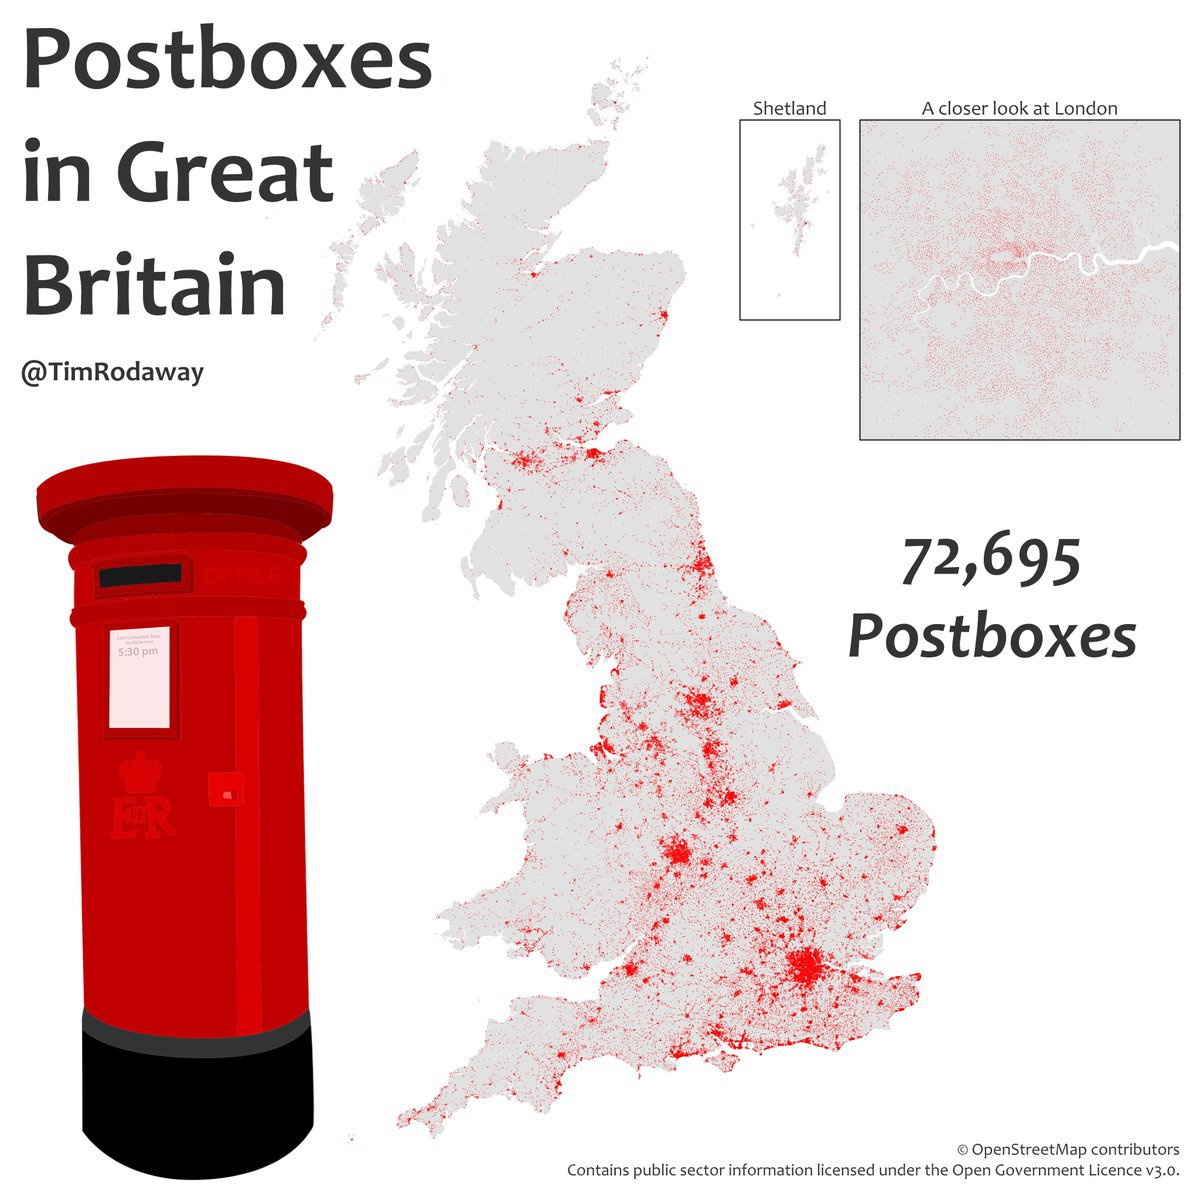 Postboxes
in Great
Britain
@TimRodaway
Shetland
A closer look at London
72,695
Postboxes
OFFICE
Last Collection Time
5:30 pm
EIIR
© OpenStreetMap contributors
Contains public sector information licensed under the Open Government Licence v3.0.